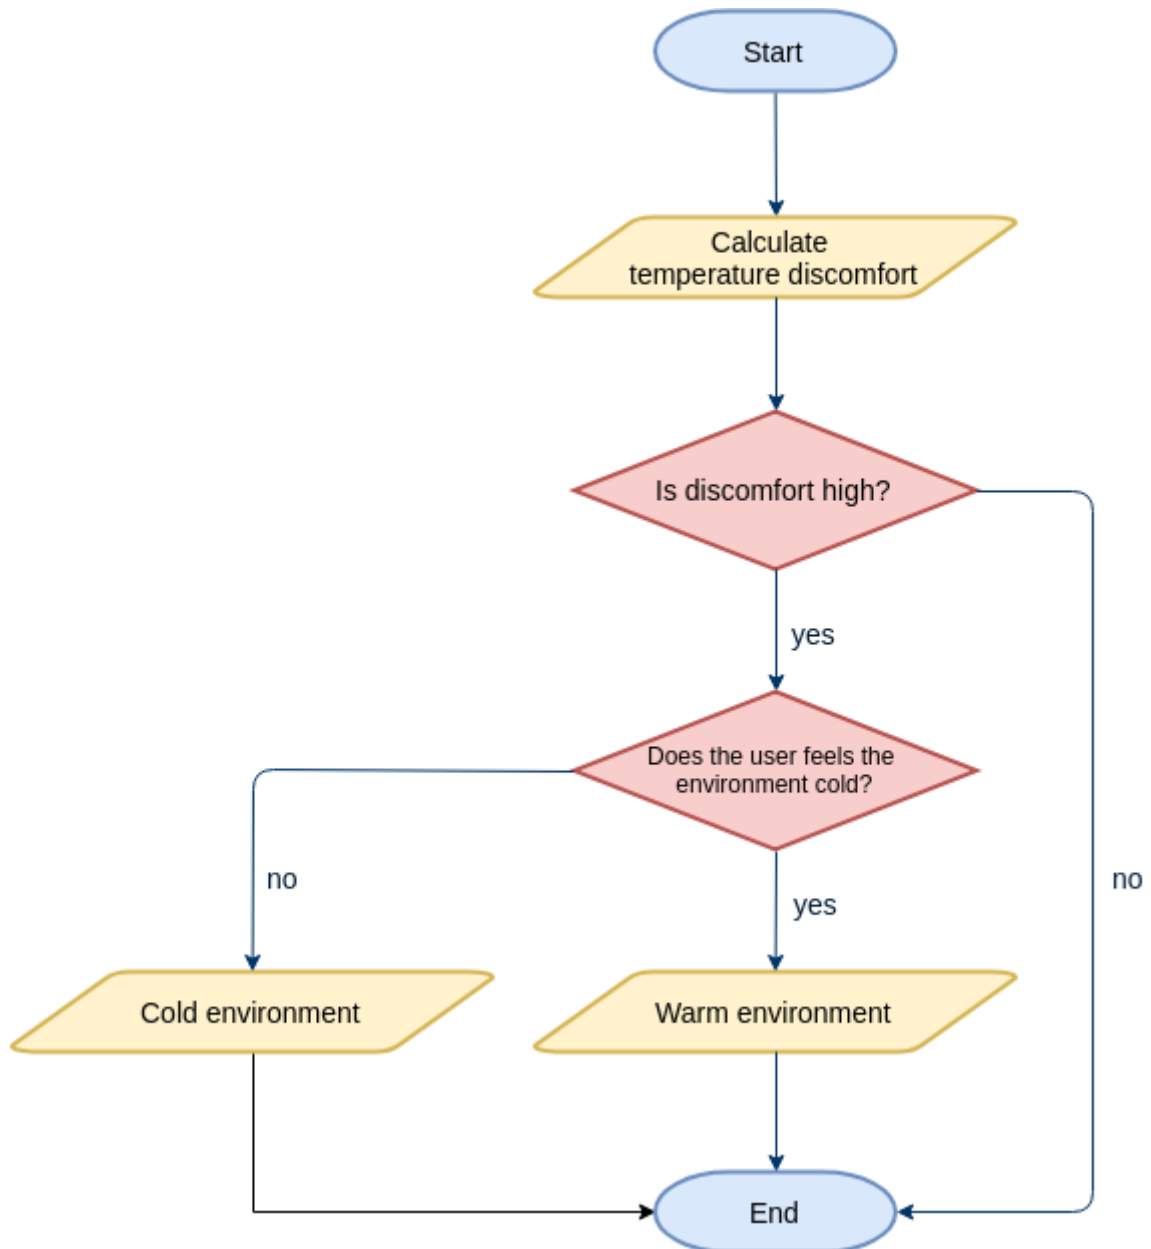 Start
Calculate
temperature discomfort
Is discomfort high?
yes
Does the user feels the
environment cold?
no
no
yes
Cold environment
Warm environment
End